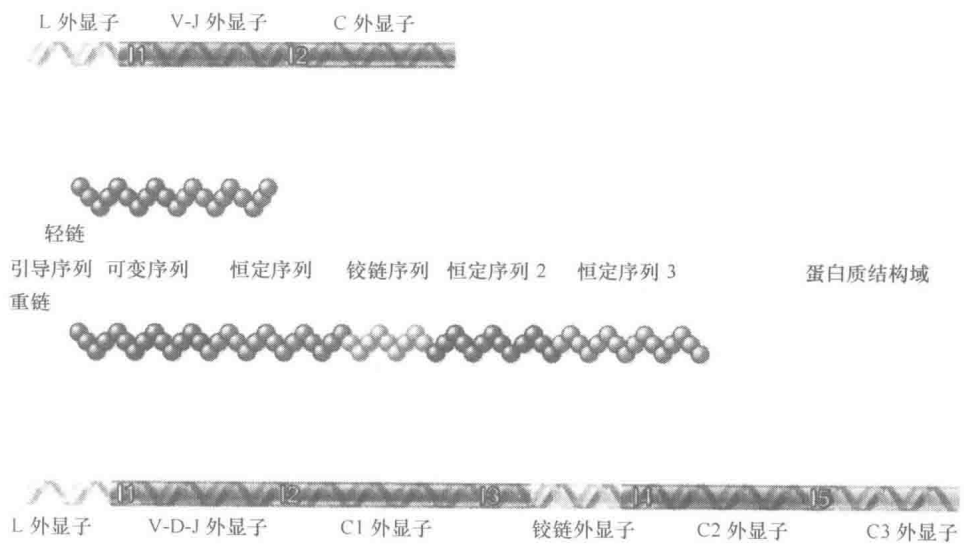 L 外显子 V-J 外显子 C 外显子
I1 I2
轻链
引导序列 可变序列 恒定序列 铰链序列 恒定序列 2 恒定序列 3 蛋白质结构域
重链
I1 I2 I3 I4 I5
L 外显子 V-D-J 外显子 C1 外显子 铰链外显子 C2 外显子 C3 外显子